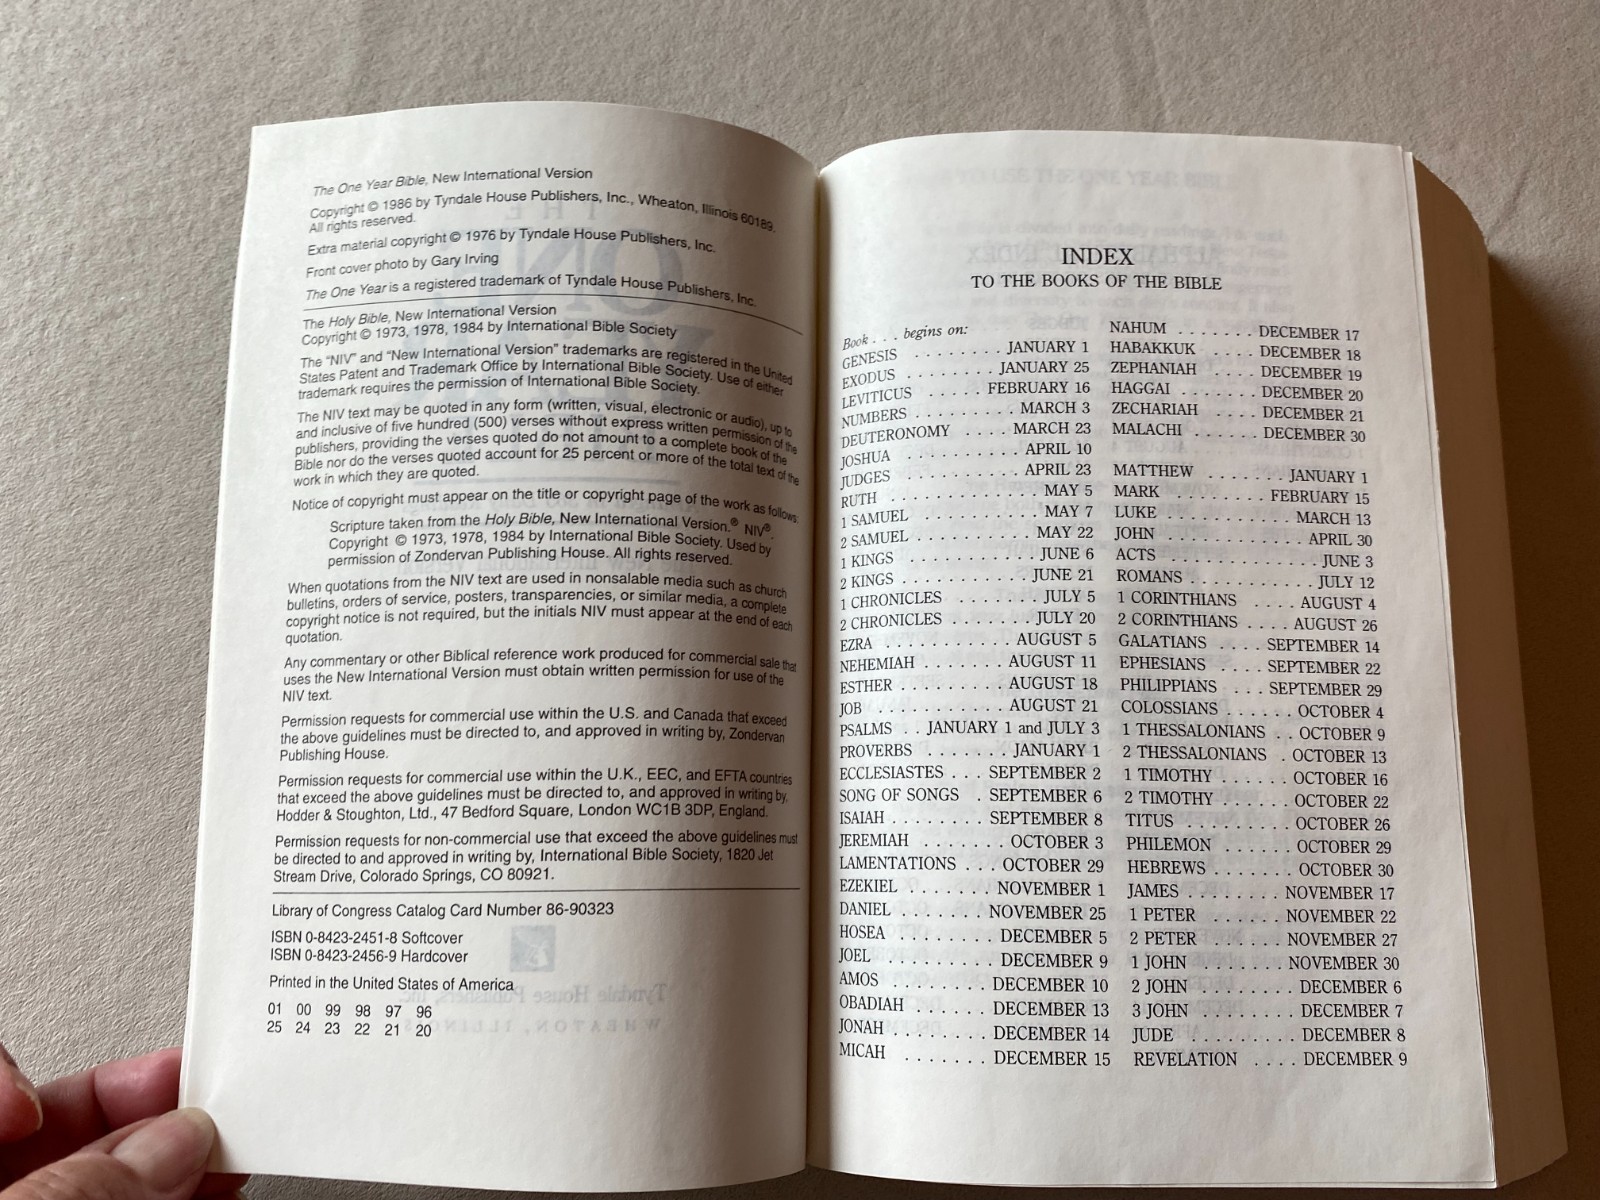 The One Year Bible, New International Version
Copyright © 1986 by Tyndale House Publishers, Inc., Wheaton, Illinois 60189.
All rights reserved.
Extra material copyright © 1976 by Tyndale House Publishers, Inc.
Front cover photo by Gary Irving
The One Year is a registered trademark of Tyndale House Publishers, Inc.
The Holy Bible, New International Version
Copyright © 1973, 1978, 1984 by International Bible Society
The “NIV” and “New International Version” trademarks are registered in the United
States Patent and Trademark Office by International Bible Society. Use of either
trademark requires the permission of International Bible Society.
The NIV text may be quoted in any form (written, visual, electronic or audio), up to
and inclusive of five hundred (500) verses without express written permission of the
publishers, providing the verses quoted do not amount to a complete book of the
Bible nor do the verses quoted account for 25 percent or more of the total text of the
work in which they are quoted.
Notice of copyright must appear on the title or copyright page of the work as follows:
Scripture taken from the Holy Bible, New International Version.® NIV®.
Copyright © 1973, 1978, 1984 by International Bible Society. Used by
permission of Zondervan Publishing House. All rights reserved.
When quotations from the NIV text are used in nonsalable media such as church
bulletins, orders of service, posters, transparencies, or similar media, a complete
copyright notice is not required, but the initials NIV must appear at the end of each
quotation.
Any commentary or other Biblical reference work produced for commercial sale that
uses the New International Version must obtain written permission for use of the
NIV text.
Permission requests for commercial use within the U.S. and Canada that exceed
the above guidelines must be directed to, and approved in writing by, Zondervan
Publishing House.
Permission requests for commercial use within the U.K., EEC, and EFTA countries
that exceed the above guidelines must be directed to, and approved in writing by,
Hodder & Stoughton, Ltd., 47 Bedford Square, London WC1B 3DP, England.
Permission requests for non-commercial use that exceed the above guidelines must
be directed to and approved in writing by, International Bible Society, 1820 Jet
Stream Drive, Colorado Springs, CO 80921.
Library of Congress Catalog Card Number 86-90323
ISBN 0-8423-2451-8 Softcover
ISBN 0-8423-2456-9 Hardcover
Printed in the United States of America
01 00 99 98 97 96
25 24 23 22 21 20
INDEX
TO THE BOOKS OF THE BIBLE
Book . . . begins on:
GENESIS . . . . . . . . JANUARY 1
EXODUS . . . . . . . . JANUARY 25
LEVITICUS . . . . . FEBRUARY 16
NUMBERS . . . . . . . . . MARCH 3
DEUTERONOMY . . . . MARCH 23
JOSHUA . . . . . . . . . . APRIL 10
JUDGES . . . . . . . . . . APRIL 23
RUTH . . . . . . . . . . . . MAY 5
1 SAMUEL . . . . . . . . . . MAY 7
2 SAMUEL . . . . . . . . . MAY 22
1 KINGS . . . . . . . . . . JUNE 6
2 KINGS . . . . . . . . . . JUNE 21
1 CHRONICLES . . . . . . . JULY 5
2 CHRONICLES . . . . . . . JULY 20
EZRA . . . . . . . . . . AUGUST 5
NEHEMIAH . . . . . . . AUGUST 11
ESTHER . . . . . . . . . AUGUST 18
JOB . . . . . . . . . . . AUGUST 21
PSALMS . . JANUARY 1 and JULY 3
PROVERBS . . . . . . . JANUARY 1
ECCLESIASTES . . . SEPTEMBER 2
SONG OF SONGS . SEPTEMBER 6
ISAIAH . . . . . . . . SEPTEMBER 8
JEREMIAH . . . . . . . OCTOBER 3
LAMENTATIONS . . . OCTOBER 29
EZEKIEL . . . . . . . NOVEMBER 1
DANIEL . . . . . . . NOVEMBER 25
HOSEA . . . . . . . . DECEMBER 5
JOEL . . . . . . . . . DECEMBER 9
AMOS . . . . . . . . DECEMBER 10
OBADIAH . . . . . . DECEMBER 13
JONAH . . . . . . . . DECEMBER 14
MICAH . . . . . . . DECEMBER 15
NAHUM . . . . . . . DECEMBER 17
HABAKKUK . . . . DECEMBER 18
ZEPHANIAH . . . . DECEMBER 19
HAGGAI . . . . . . DECEMBER 20
ZECHARIAH . . . . DECEMBER 21
MALACHI . . . . . . DECEMBER 30
MATTHEW . . . . . . . . JANUARY 1
MARK . . . . . . . . FEBRUARY 15
LUKE . . . . . . . . . . MARCH 13
JOHN . . . . . . . . . . . APRIL 30
ACTS . . . . . . . . . . . . JUNE 3
ROMANS . . . . . . . . . . JULY 12
1 CORINTHIANS . . . . AUGUST 4
2 CORINTHIANS . . . . AUGUST 26
GALATIANS . . . . SEPTEMBER 14
EPHESIANS . . . . SEPTEMBER 22
PHILIPPIANS . . . SEPTEMBER 29
COLOSSIANS . . . . . . OCTOBER 4
1 THESSALONIANS . . OCTOBER 9
2 THESSALONIANS . OCTOBER 13
1 TIMOTHY . . . . . . OCTOBER 16
2 TIMOTHY . . . . . . OCTOBER 22
TITUS . . . . . . . . . OCTOBER 26
PHILEMON . . . . . . OCTOBER 29
HEBREWS . . . . . . . OCTOBER 30
JAMES . . . . . . . . NOVEMBER 17
1 PETER . . . . . . NOVEMBER 22
2 PETER . . . . . . NOVEMBER 27
1 JOHN . . . . . . . NOVEMBER 30
2 JOHN . . . . . . . . DECEMBER 6
3 JOHN . . . . . . . . DECEMBER 7
JUDE . . . . . . . . . DECEMBER 8
REVELATION . . . . DECEMBER 9